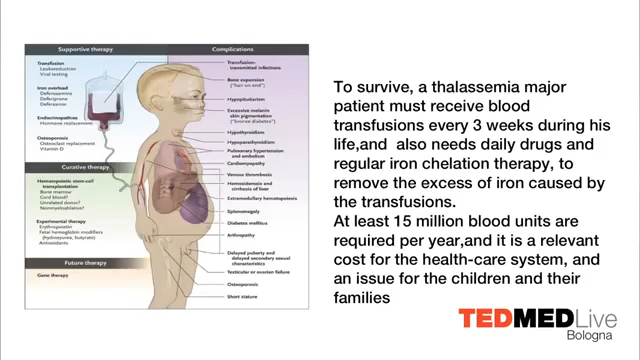 Supportive therapy
Transfusion
Leukoreduction
Viral testing
Iron overload
Deferoxamine
Deferiprone
Deferasirox
Endocrinopathies
Hormone replacement
Osteoporosis
Osteoclast replacement
Vitamin D
Curative therapy
Hematopoietic stem-cell
transplantation
Bone marrow
Cord blood?
Unrelated donor?
Nonmyeloablative?
Experimental therapy
Erythropoietin
Fetal hemoglobin modifiers
(hydroxyurea, butyrate)
Antioxidants
Future therapy
Gene therapy
Complications
Transfusion-
transmitted infections
Bone expansion
("hair on end")
Hypopituitarism
Excessive melanin
skin pigmentation
("bronze diabetes")
Hypothyroidism
Hypoparathyroidism
Pulmonary hypertension
and embolism
Cardiomyopathy
Venous thrombosis
Hemosiderosis and
cirrhosis of liver
Extramedullary hematopoiesis
Splenomegaly
Diabetes mellitus
Arthropathy
Delayed puberty and
delayed secondary sexual
characteristics
Testicular or ovarian failure
Osteoporosis
Short stature
To survive, a thalassemia major
patient must receive blood
transfusions every 3 weeks during his
life,and also needs daily drugs and
regular iron chelation therapy, to
remove the excess of iron caused by
the transfusions.
At least 15 million blood units are
required per year,and it is a relevant
cost for the health-care system, and
an issue for the children and their
families
TEDMEDLive
Bologna